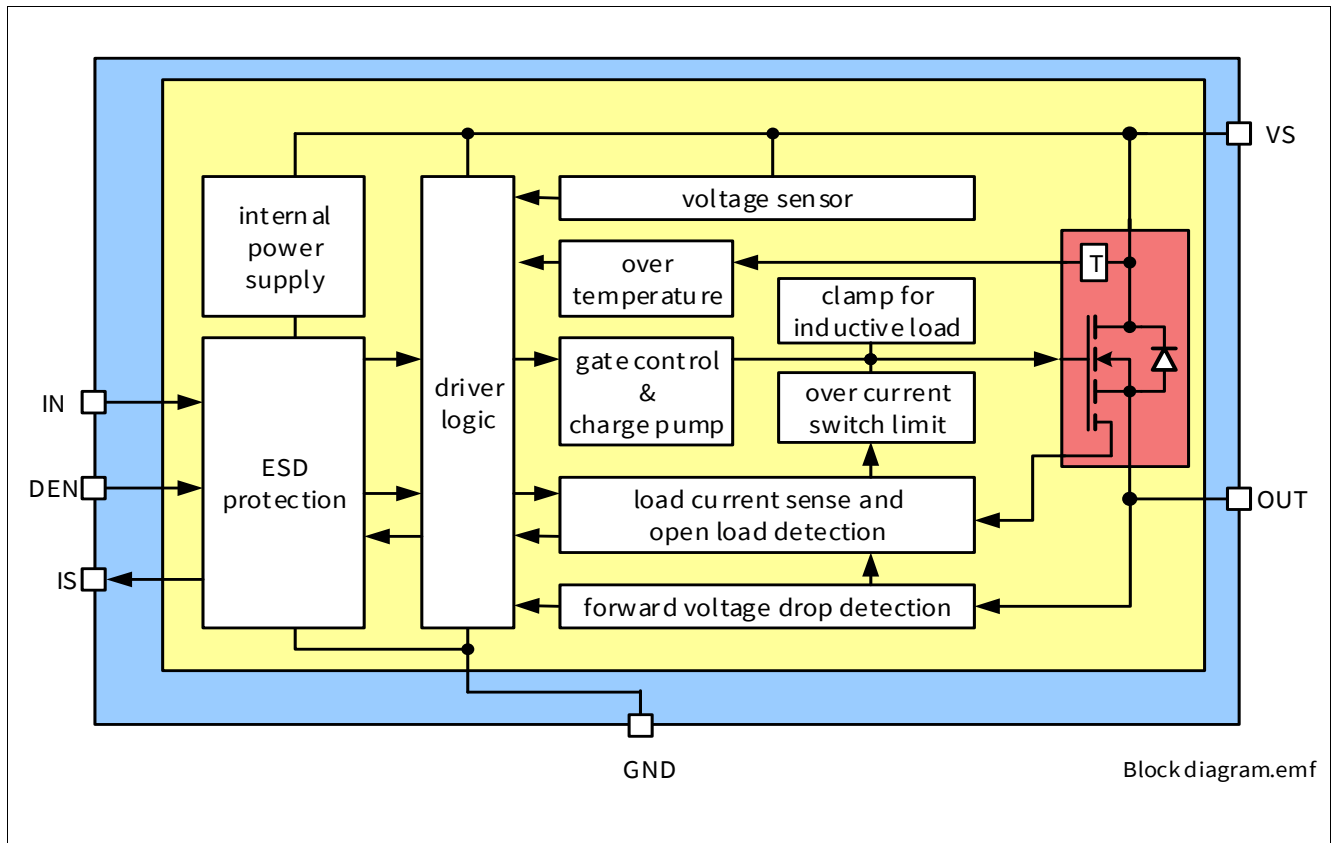 VS
internal
power
supply
voltage sensor
over
temperature
T
clamp for
inductive load
driver
logic
gate control
&
charge pump
over current
switch limit
IN
DEN
IS
ESD
protection
load current sense and
open load detection
OUT
forward voltage drop detection
GND
Block diagram.emf